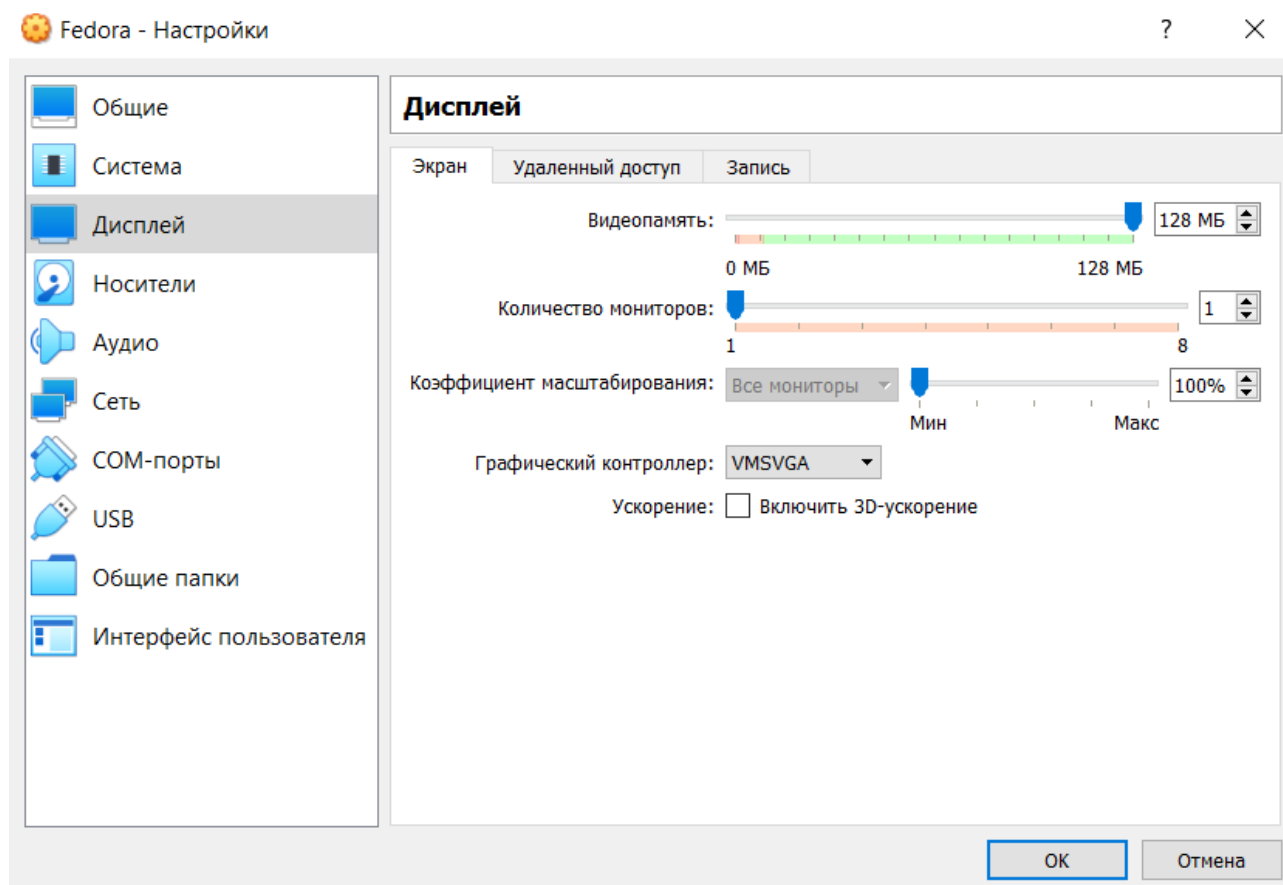 Fedora - Настройки
?
Общие
Система
Дисплей
Носители
Аудио
Сеть
COM-порты
USB
Общие папки
Интерфейс пользователя
Дисплей
Экран Удаленный доступ Запись
Видеопамять: 128 МБ
0 МБ 128 МБ
Количество мониторов: 1
1 8
Коэффициент масштабирования: Все мониторы 100%
Мин Макс
Графический контроллер: VMSVGA
Ускорение: Включить 3D-ускорение
OK Отмена